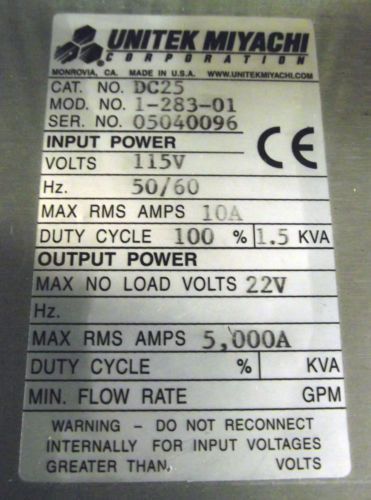 UNITEK MIYACHI
CORPORATION
MONROVIA, CA. MADE IN U.S.A. WWW.UNITEKMIYACHI.COM
CAT. NO. DC25
MOD. NO. 1-283-01
SER. NO. 05040096
CE
INPUT POWER
VOLTS 115V
Hz. 50/60
MAX RMS AMPS 10A
DUTY CYCLE 100 % 1.5 KVA
OUTPUT POWER
MAX NO LOAD VOLTS 22V
Hz.
MAX RMS AMPS 5,000A
DUTY CYCLE % KVA
MIN. FLOW RATE GPM
WARNING - DO NOT RECONNECT
INTERNALLY FOR INPUT VOLTAGES
GREATER THAN. VOLTS